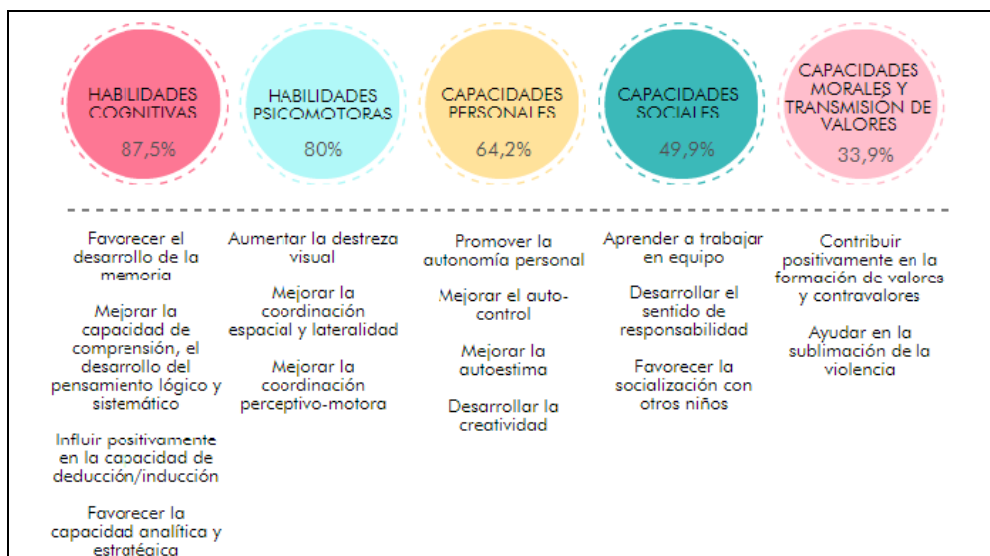 HABILIDADES
COGNITIVAS
87,5%
HABILIDADES
PSICOMOTORAS
80%
CAPACIDADES
PERSONALES
64,2%
CAPACIDADES
SOCIALES
49,9%
CAPACIDADES
MORALES Y
TRANSMISIÓN DE
VALORES
33,9%
Favorecer el
desarrollo de la
memoria
Mejorar la
capacidad de
comprensión, el
desarrollo del
pensamiento lógico y
sistemático
Influir positivamente
en la capacidad de
deducción/inducción
Favorecer la
capacidad analítica y
estratégica
Aumentar la destreza
visual
Mejorar la
coordinación
espacial y lateralidad
Mejorar la
coordinación
perceptivo-motora
Promover la
autonomía personal
Mejorar el auto-
control
Mejorar la
autoestima
Desarrollar la
creatividad
Aprender a trabajar
en equipo
Desarrollar el
sentido de
responsabilidad
Favorecer la
socialización con
otros niños
Contribuir
positivamente en la
formación de valores
y contravalores
Ayudar en la
sublimación de la
violencia